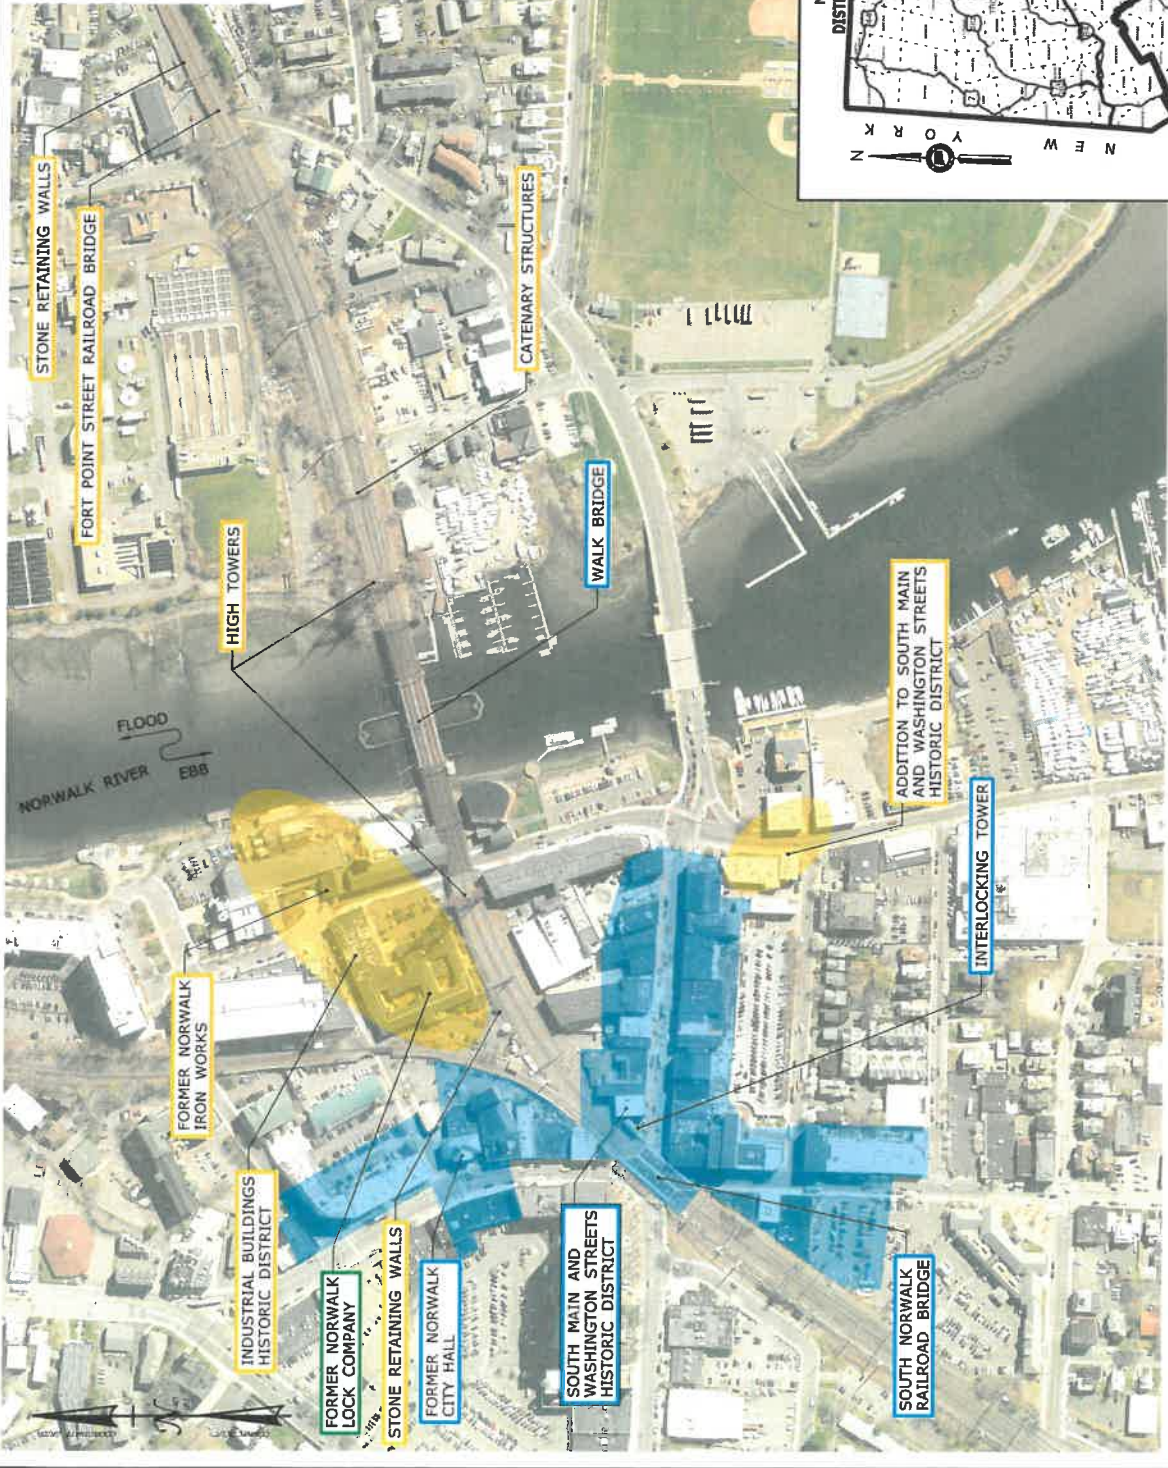 STONE RETAINING WALLS
FORT POINT STREET RAILROAD BRIDGE
CATENARY STRUCTURES
HIGH TOWERS
WALK BRIDGE
FLOOD
NORWALK RIVER
EBB
ADDITION TO SOUTH MAIN
AND WASHINGTON STREETS
HISTORIC DISTRICT
INTERLOCKING TOWER
FORMER NORWALK
IRON WORKS
INDUSTRIAL BUILDINGS
HISTORIC DISTRICT
FORMER NORWALK
LOCK COMPANY
STONE RETAINING WALLS
FORMER NORWALK
CITY HALL
SOUTH MAIN AND
WASHINGTON STREETS
HISTORIC DISTRICT
SOUTH NORWALK
RAILROAD BRIDGE
N
NEW
YORK